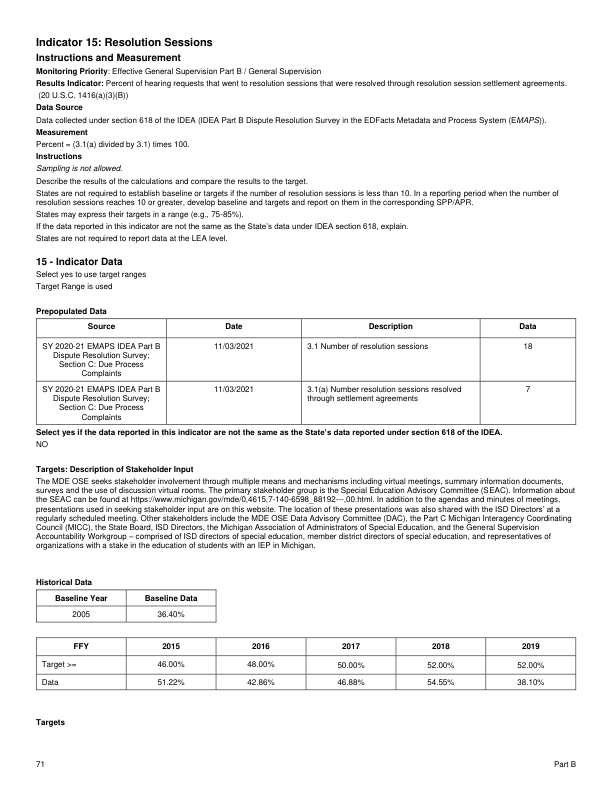 Indicator 15: Resolution Sessions
Instructions and Measurement
Monitoring Priority: Effective General Supervision Part B / General Supervision
Results Indicator: Percent of hearing requests that went to resolution sessions that were resolved through resolution session settlement agreements.
(20 U.S.C. 1416(a)(3)(B))
Data Source
Data collected under section 618 of the IDEA (IDEA Part B Dispute Resolution Survey in the EDFacts Metadata and Process System (EMAPS)).
Measurement
Percent = (3.1(a) divided by 3.1) times 100.
Instructions
Sampling is not allowed.
Describe the results of the calculations and compare the results to the target.
States are not required to establish baseline or targets if the number of resolution sessions is less than 10. In a reporting period when the number of
resolution sessions reaches 10 or greater, develop baseline and targets and report on them in the corresponding SPP/APR.
States may express their targets in a range (e.g., 75-85%).
If the data reported in this indicator are not the same as the State's data under IDEA section 618, explain.
States are not required to report data at the LEA level.
15 - Indicator Data
Select yes to use target ranges
Target Range is used
Prepopulated Data
Source Date Description Data
SY 2020-21 EMAPS IDEA Part B 11/03/2021 3.1 Number of resolution sessions 18
Dispute Resolution Survey;
Section C: Due Process
Complaints
SY 2020-21 EMAPS IDEA Part B 11/03/2021 3.1(a) Number resolution sessions resolved 7
Dispute Resolution Survey; through settlement agreements
Section C: Due Process
Complaints
Select yes if the data reported in this indicator are not the same as the State's data reported under section 618 of the IDEA.
NO
Targets: Description of Stakeholder Input
The MDE OSE seeks stakeholder involvement through multiple means and mechanisms including virtual meetings, summary information documents,
surveys and the use of discussion virtual rooms. The primary stakeholder group is the Special Education Advisory Committee (SEAC). Information about
the SEAC can be found at https://www.michigan.gov/mde/0,4615,7-140-6598_88192---,00.html. In addition to the agendas and minutes of meetings,
presentations used in seeking stakeholder input are on this website. The location of these presentations was also shared with the ISD Directors' at a
regularly scheduled meeting. Other stakeholders include the MDE OSE Data Advisory Committee (DAC), the Part C Michigan Interagency Coordinating
Council (MICC), the State Board, ISD Directors, the Michigan Association of Administrators of Special Education, and the General Supervision
Accountability Workgroup – comprised of ISD directors of special education, member district directors of special education, and representatives of
organizations with a stake in the education of students with an IEP in Michigan.
Historical Data
Baseline Year Baseline Data
2005 36.40%
FFY 2015 2016 2017 2018 2019
Target >= 46.00% 48.00% 50.00% 52.00% 52.00%
Data 51.22% 42.86% 46.88% 54.55% 38.10%
Targets
71 Part B